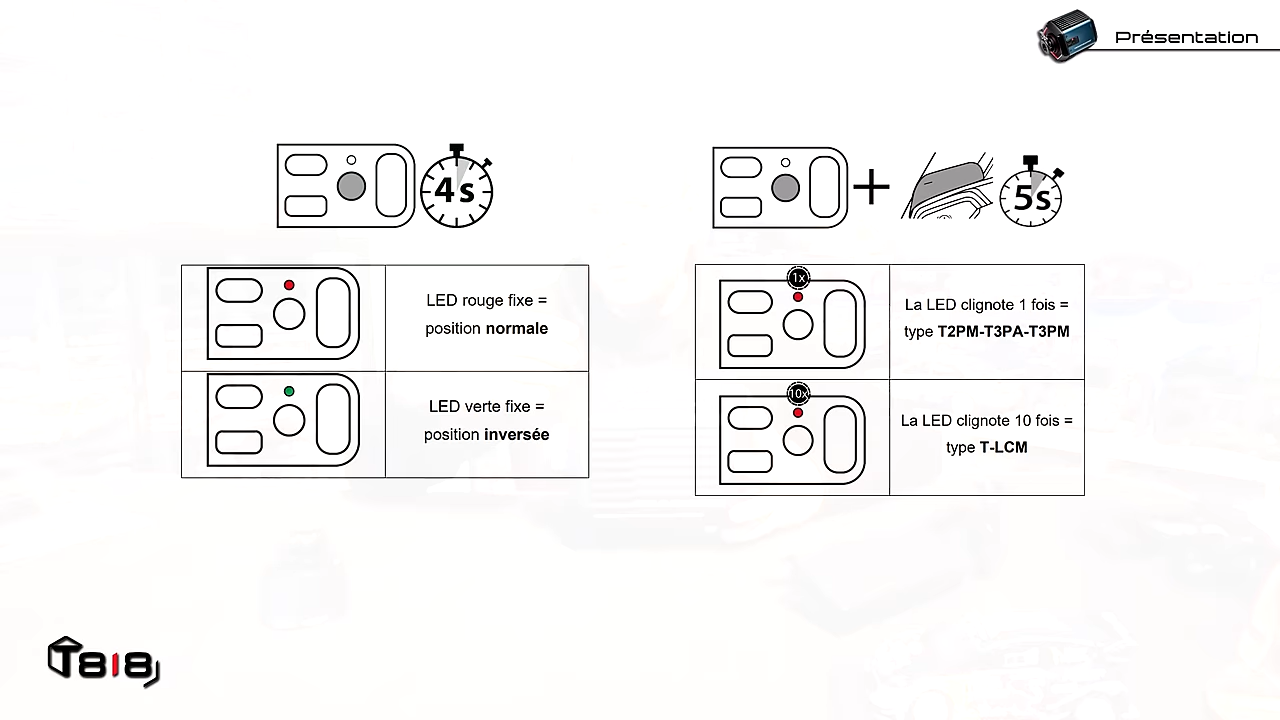 Présentation
4s
+
5s
LED rouge fixe =
position normale
LED verte fixe =
position inversée
1x
La LED clignote 1 fois =
type T2PM-T3PA-T3PM
10x
La LED clignote 10 fois =
type T-LCM
T818